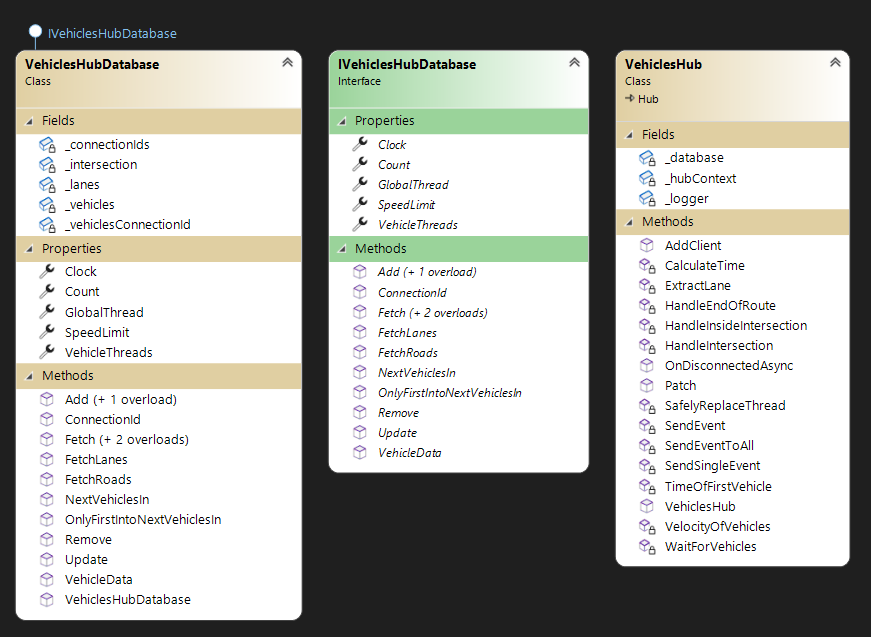 IVehiclesHubDatabase
VehiclesHubDatabase
Class
Fields
_connectionIds
_intersection
_lanes
_vehicles
_vehiclesConnectionId
Properties
Clock
Count
GlobalThread
SpeedLimit
VehicleThreads
Methods
Add (+ 1 overload)
ConnectionId
Fetch (+ 2 overloads)
FetchLanes
FetchRoads
NextVehiclesIn
OnlyFirstIntoNextVehiclesIn
Remove
Update
VehicleData
VehiclesHubDatabase
IVehiclesHubDatabase
Interface
Properties
Clock
Count
GlobalThread
SpeedLimit
VehicleThreads
Methods
Add (+ 1 overload)
ConnectionId
Fetch (+ 2 overloads)
FetchLanes
FetchRoads
NextVehiclesIn
OnlyFirstIntoNextVehiclesIn
Remove
Update
VehicleData
VehiclesHub
Class
Hub
Fields
_database
_hubContext
_logger
Methods
AddClient
CalculateTime
ExtractLane
HandleEndOfRoute
HandleInsideIntersection
HandleIntersection
OnDisconnectedAsync
Patch
SafelyReplaceThread
SendEvent
SendEventToAll
SendSingleEvent
TimeOfFirstVehicle
VehiclesHub
VelocityOfVehicles
WaitForVehicles